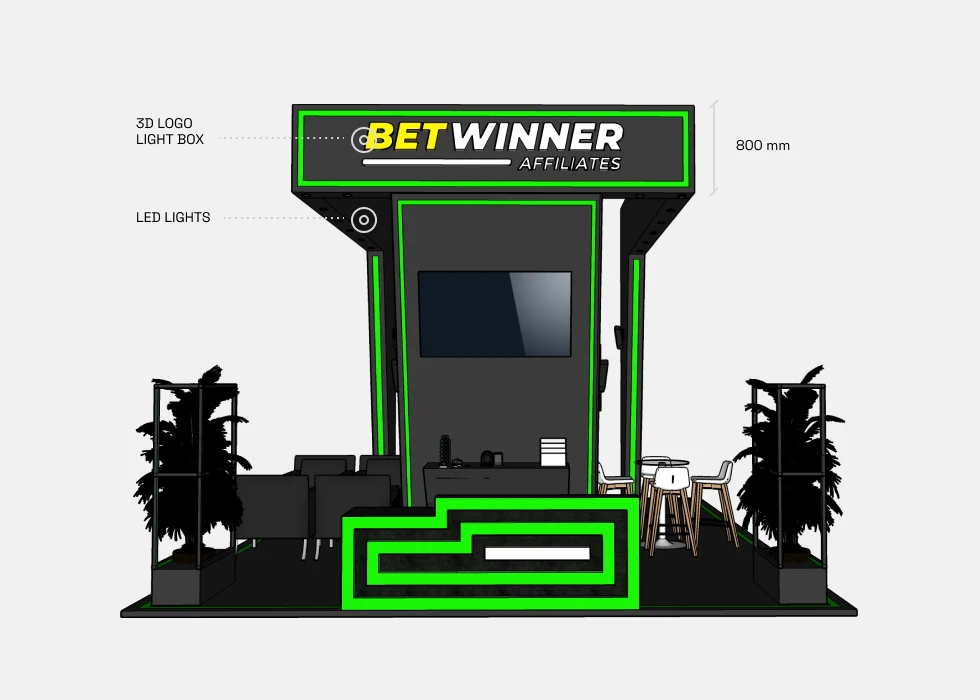 3D LOGO
LIGHT BOX
BETWINNER
AFFILIATES
800 mm
LED LIGHTS